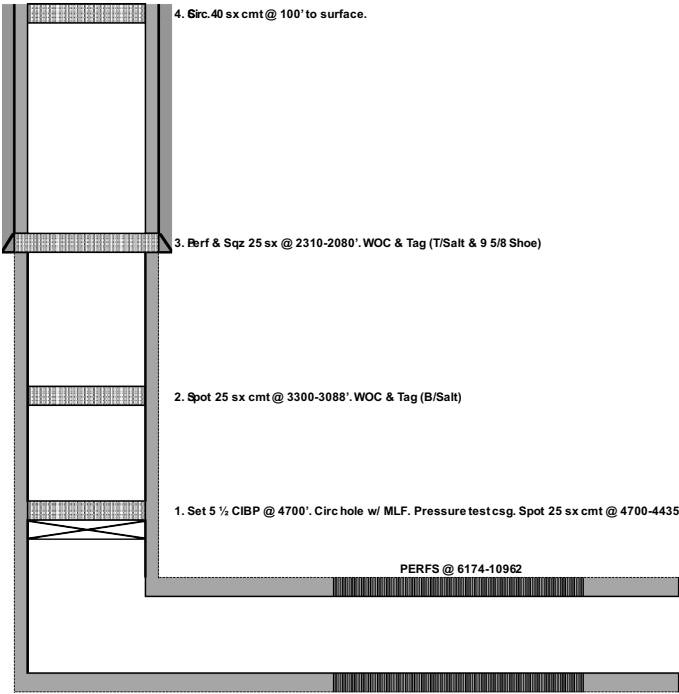 4. Circ. 40 sx cmt @ 100' to surface.
3. Perf & Sqz 25 sx @ 2310-2080'. WOC & Tag (T/Salt & 9 5/8 Shoe)
2. Spot 25 sx cmt @ 3300-3088'. WOC & Tag (B/Salt)
1. Set 5 ½ CIBP @ 4700'. Circ hole w/ MLF. Pressure test csg. Spot 25 sx cmt @ 4700-4435
PERFS @ 6174-10962